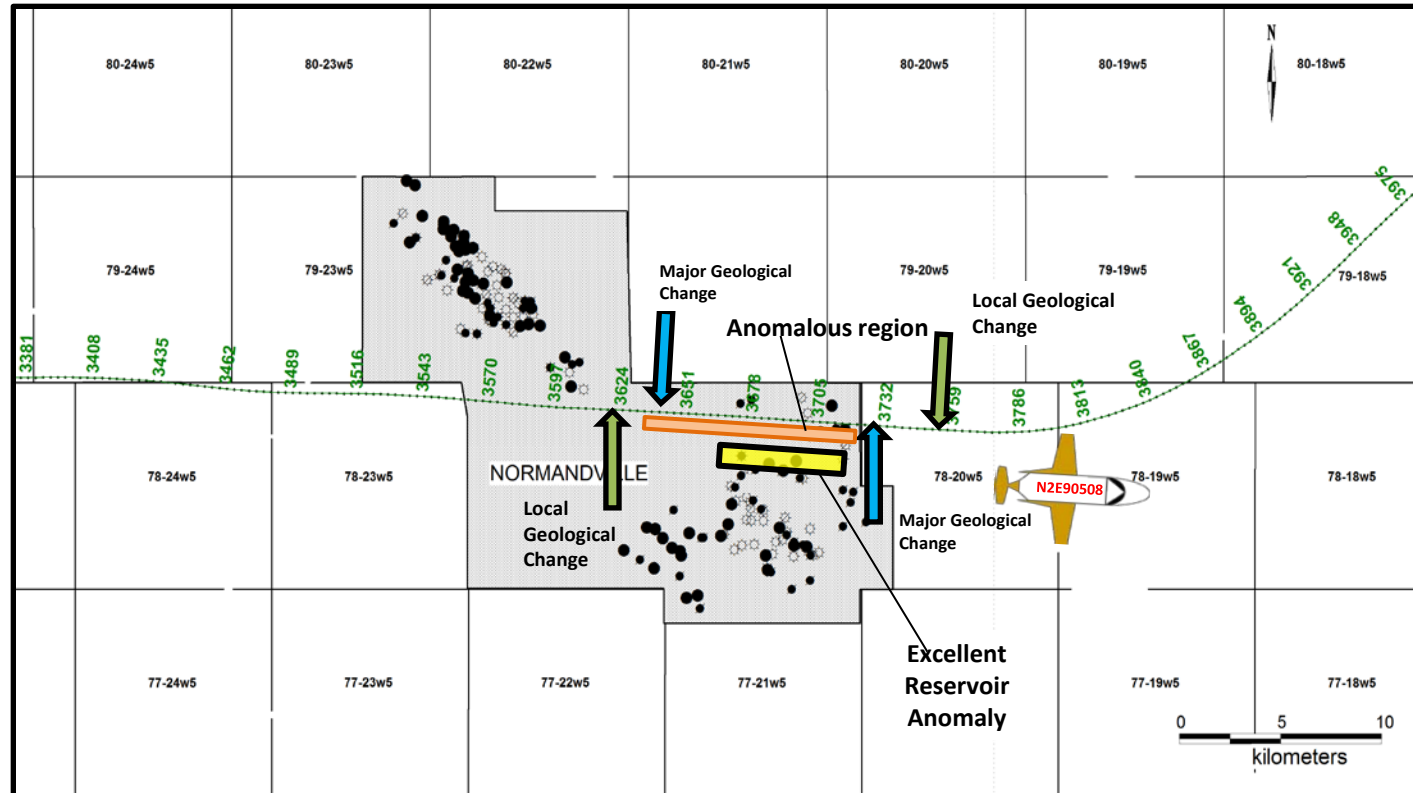 80-24w5
80-23w5
80-22w5
80-21w5
80-20w5
80-19w5
80-18w5
N
79-24w5
79-23w5
79-20w5
79-19w5
79-18w5
Major Geological
Change
Local Geological
Change
Anomalous region
3381
3408
3435
3462
3489
3516
3543
3570
3597
3624
3651
3678
3705
3732
3759
3786
3813
3840
3867
3894
3921
3948
3975
78-24w5
78-23w5
NORMANDVILLE
78-20w5
N2E90508
78-19w5
78-18w5
Local
Geological
Change
Major Geological
Change
Excellent
Reservoir
Anomaly
77-24w5
77-23w5
77-22w5
77-21w5
77-19w5
77-18w5
0 5 10
kilometers